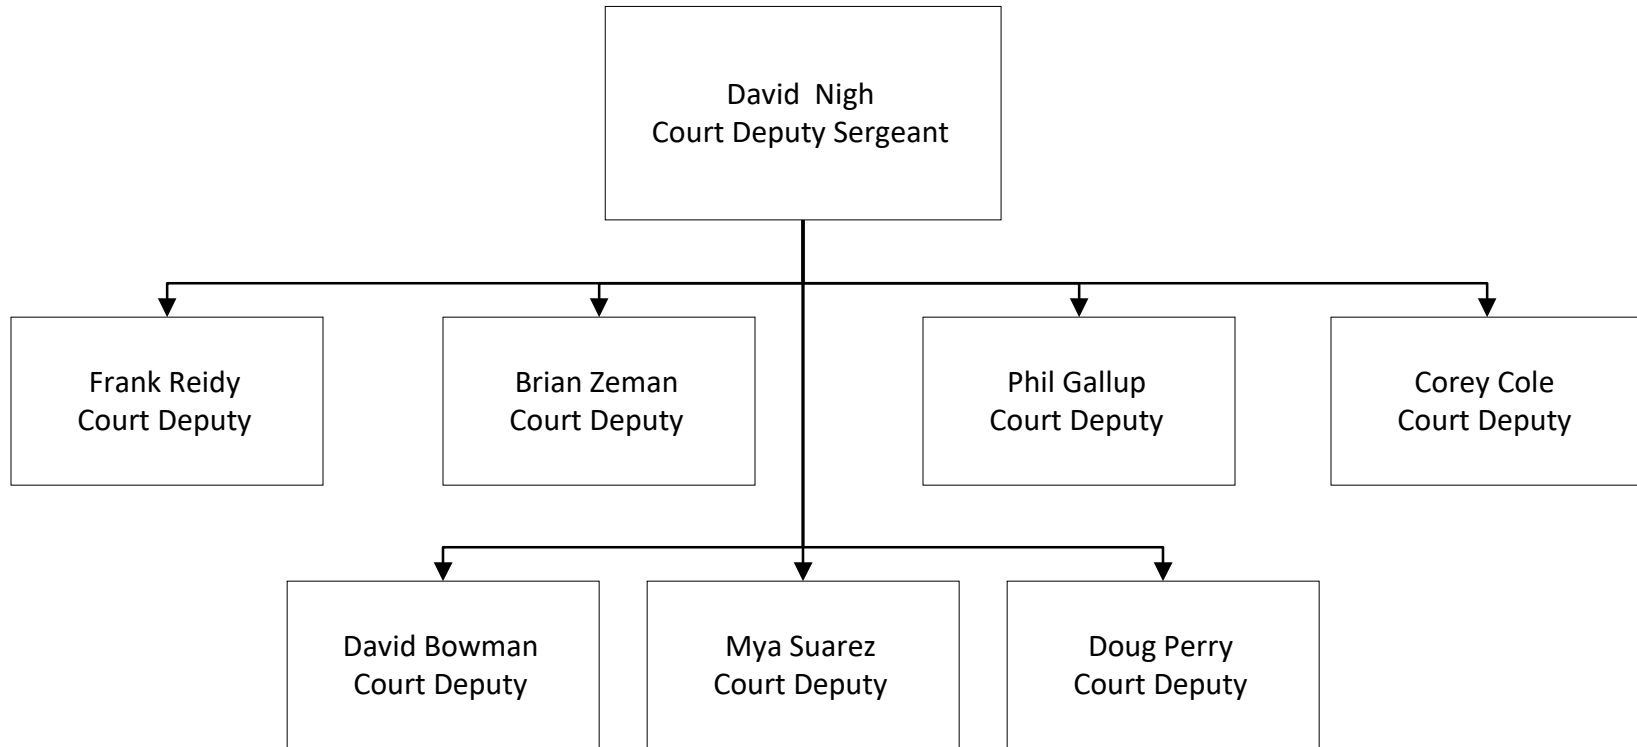 David  Nigh
Court Deputy Sergeant
Frank Reidy
Court Deputy
Brian Zeman
Court Deputy
Phil Gallup
Court Deputy
Corey Cole
Court Deputy
David Bowman
Court Deputy
Mya Suarez
Court Deputy
Doug Perry
Court Deputy